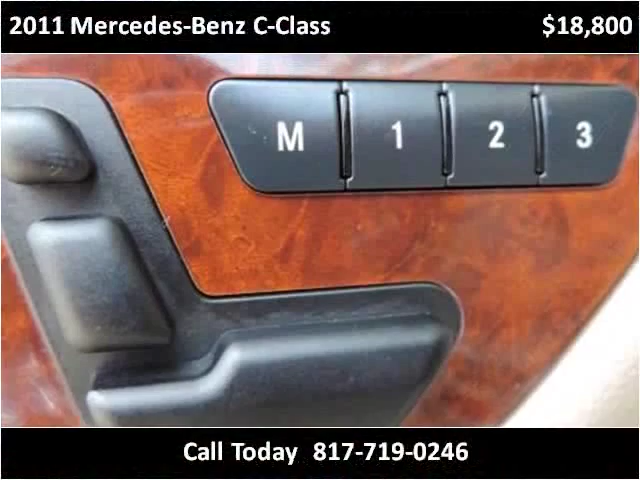 2011 Mercedes-Benz C-Class $18,800
M 1 2 3
Call Today 817-719-0246